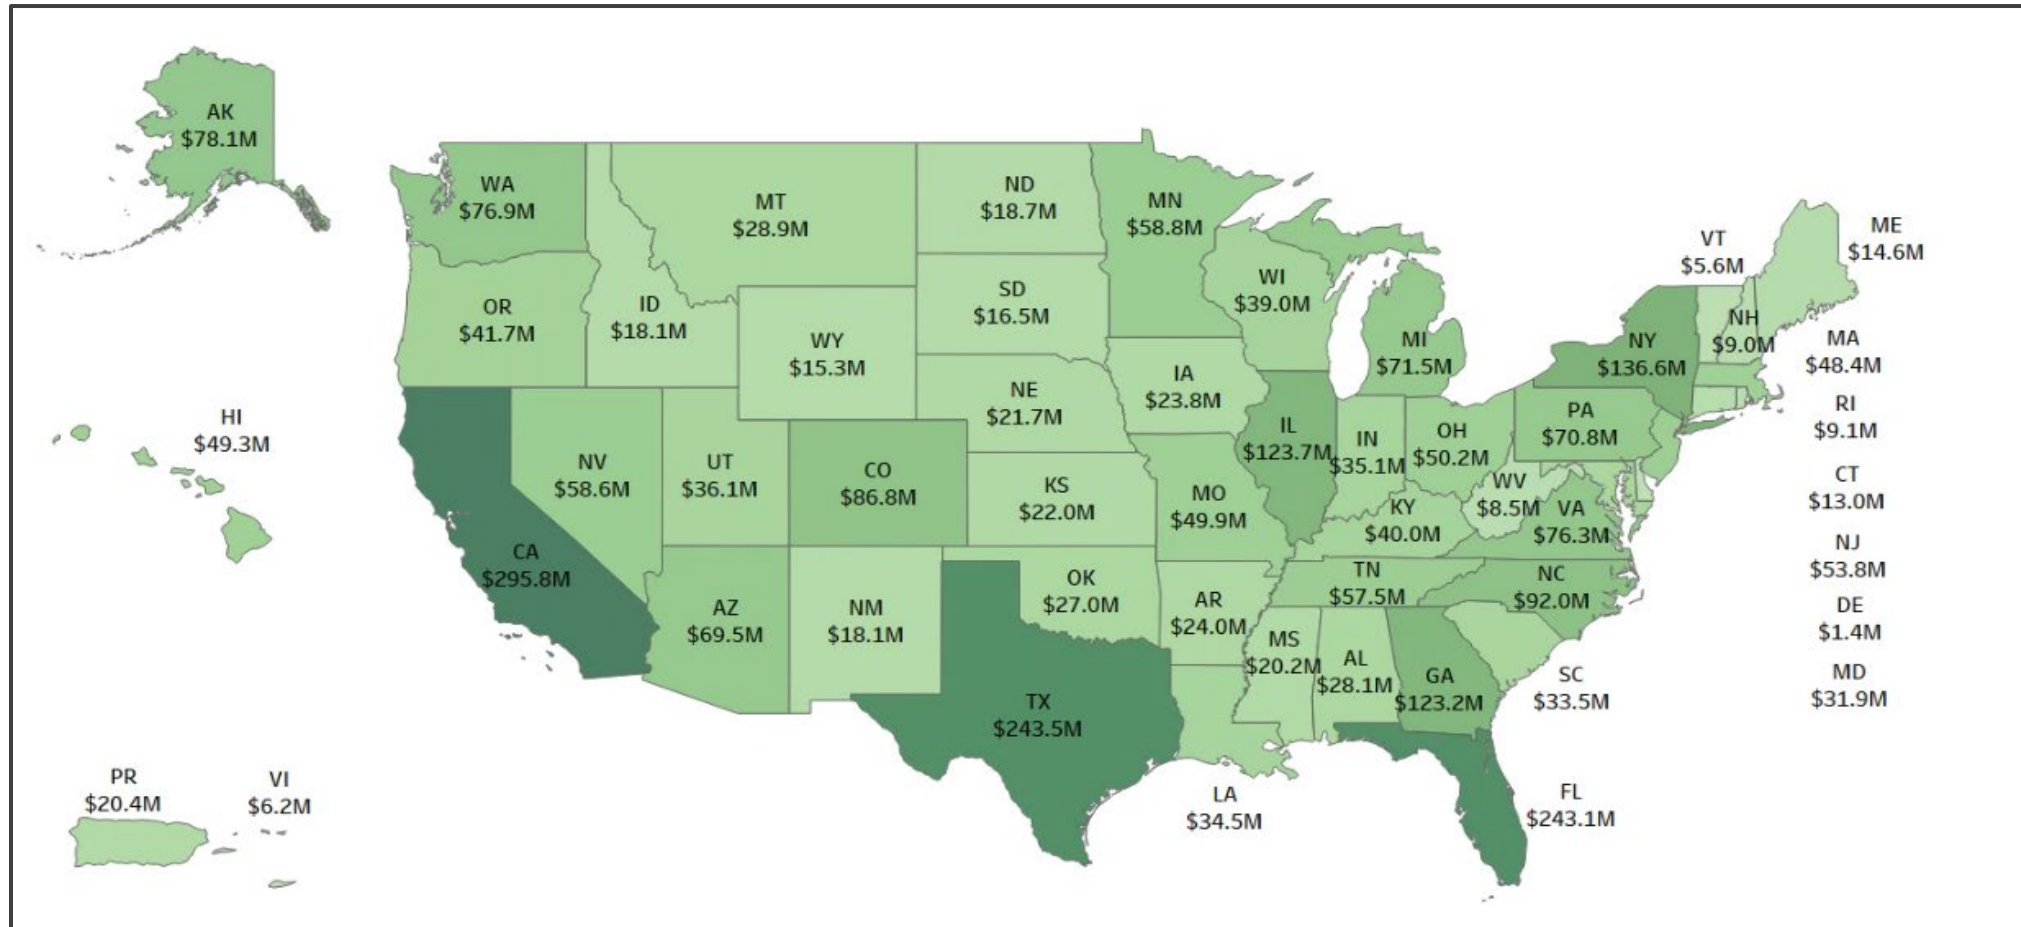 AK
$78.1M
WA
$76.9M
MT
$28.9M
ND
$18.7M
MN
$58.8M
ME
$14.6M
VT
$5.6M
OR
$41.7M
ID
$18.1M
SD
$16.5M
WI
$39.0M
WY
$15.3M
MI
$71.5M
NY
$136.6M
NH
$9.0M
MA
$48.4M
HI
$49.3M
NE
$21.7M
IA
$23.8M
PA
$70.8M
RI
$9.1M
NV
$58.6M
UT
$36.1M
CO
$86.8M
KS
$22.0M
MO
$49.9M
IL
$123.7M
IN
$35.1M
OH
$50.2M
WV
$8.5M
VA
$76.3M
KY
$40.0M
CT
$13.0M
NJ
$53.8M
CA
$295.8M
AZ
$69.5M
NM
$18.1M
OK
$27.0M
AR
$24.0M
TN
$57.5M
NC
$92.0M
DE
$1.4M
MS
$20.2M
AL
$28.1M
GA
$123.2M
SC
$33.5M
MD
$31.9M
TX
$243.5M
PR
$20.4M
VI
$6.2M
LA
$34.5M
FL
$243.1M